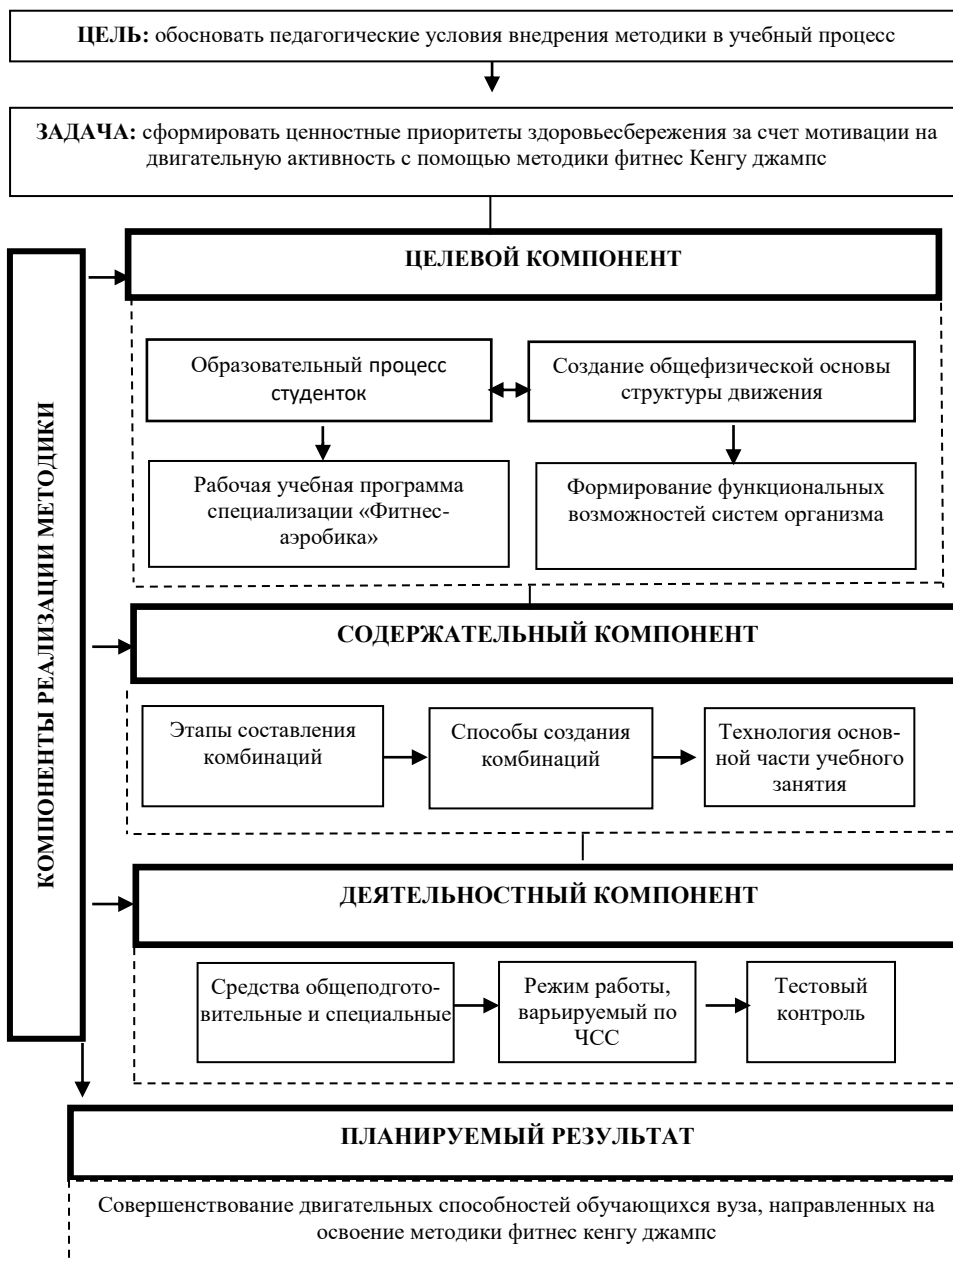 ЦЕЛЬ: обосновать педагогические условия внедрения методики в учебный процесс
ЗАДАЧА: сформировать ценностные приоритеты здоровьесбережения за счет мотивации на
двигательную активность с помощью методики фитнес Кенгу джампс
КОМПОНЕНТЫ РЕАЛИЗАЦИИ МЕТОДИКИ
ЦЕЛЕВОЙ КОМПОНЕНТ
Образовательный процесс
студенток
Создание общефизической основы
структуры движения
Рабочая учебная программа
специализации «Фитнес-
аэробика»
Формирование функциональных
возможностей систем организма
СОДЕРЖАТЕЛЬНЫЙ КОМПОНЕНТ
Этапы составления
комбинаций
Способы создания
комбинаций
Технология основ-
ной части учебного
занятия
ДЕЯТЕЛЬНОСТНЫЙ КОМПОНЕНТ
Средства общеподгото-
вительные и специальные
Режим работы,
варьируемый по
ЧСС
Тестовый
контроль
ПЛАНИРУЕМЫЙ РЕЗУЛЬТАТ
Совершенствование двигательных способностей обучающихся вуза, направленных на
освоение методики фитнес кенгу джампс